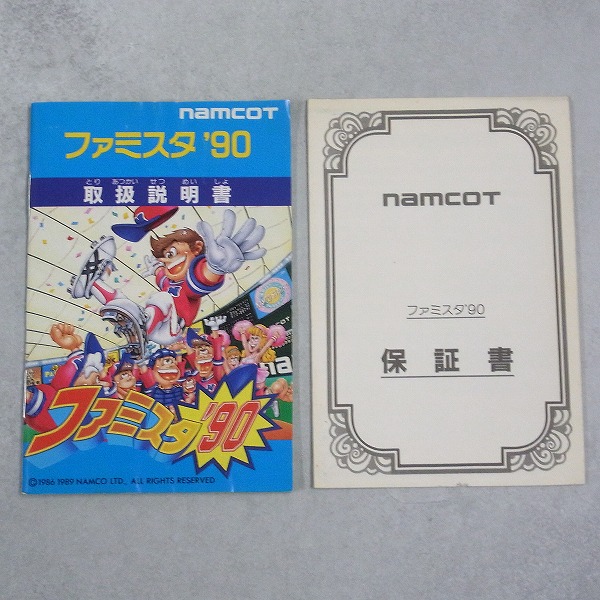 namcoT
ファミスタ '90
とり あつかい せつ めい しょ
取扱説明書
ファミスタ'90
©1986 1989 NAMCO LTD., ALL RIGHTS RESERVED
namcoT
ファミスタ'90
保証書